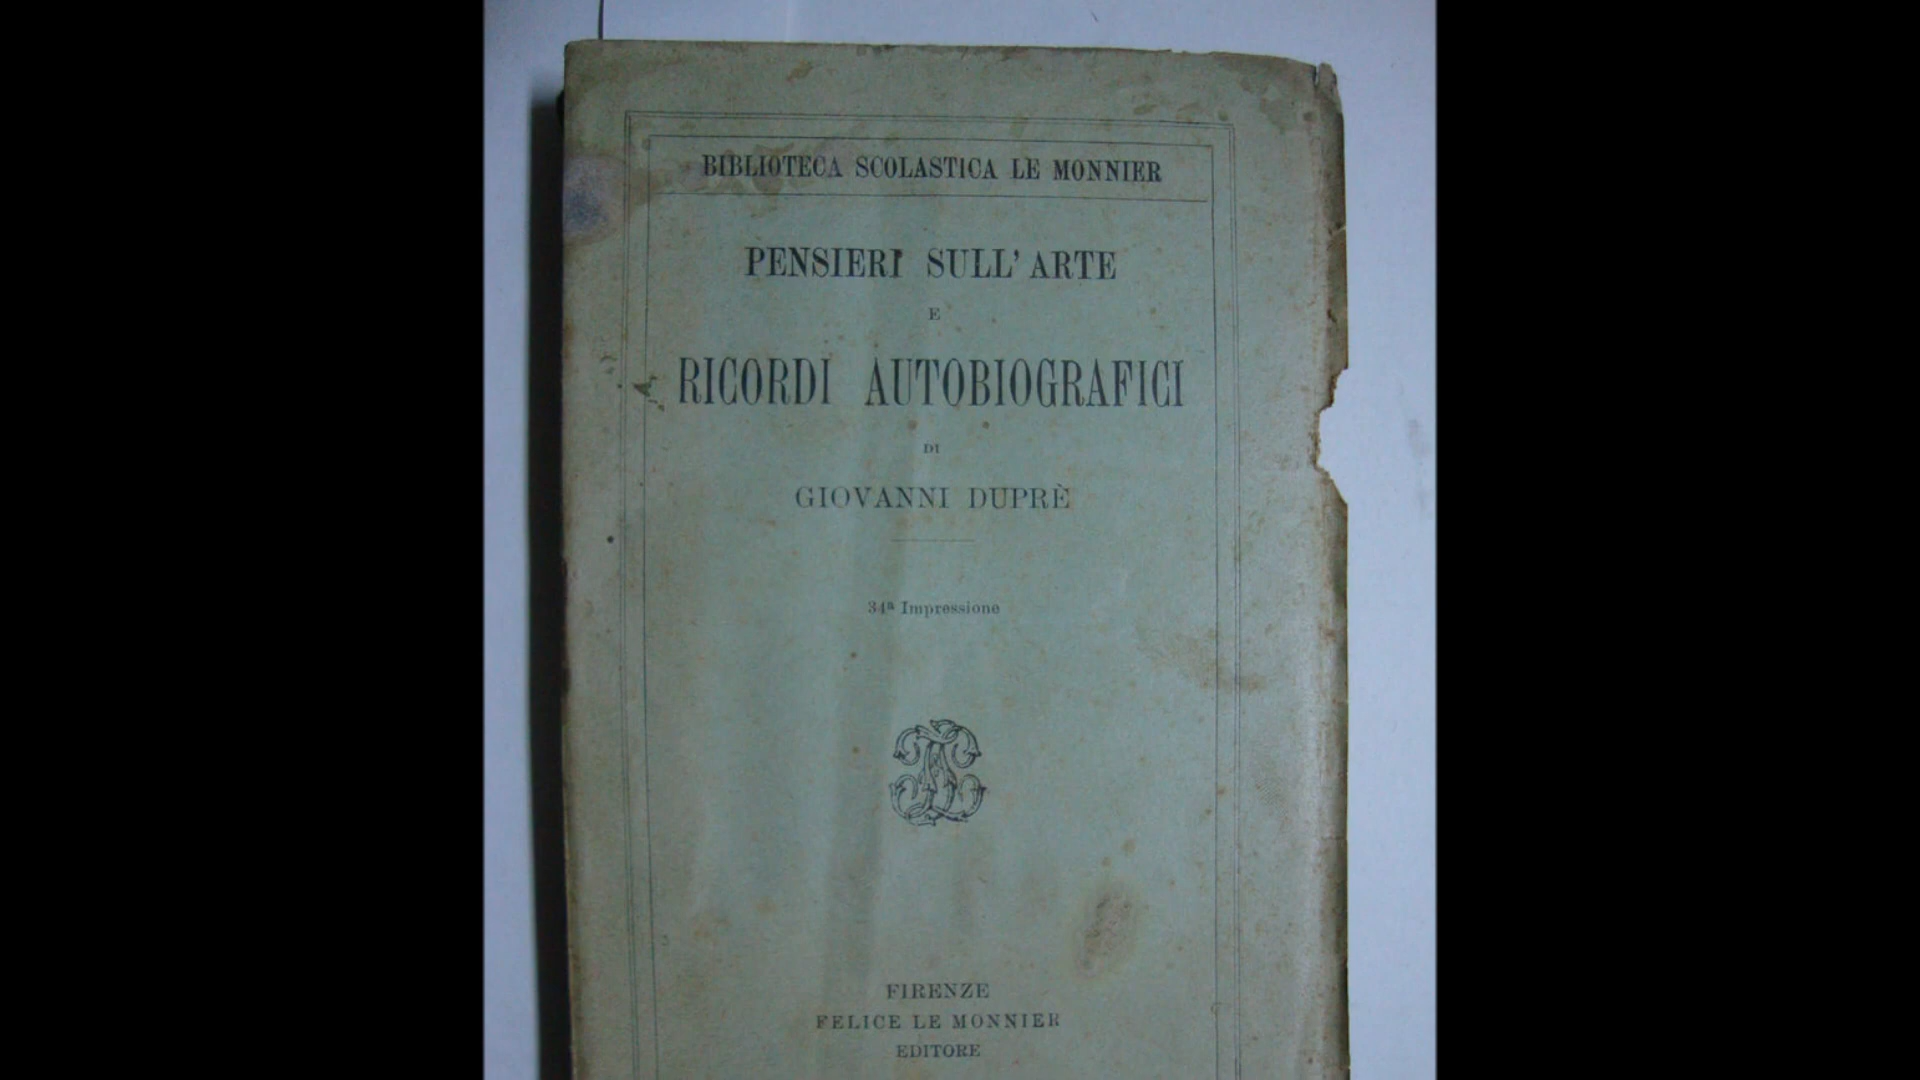 BIBLIOTECA SCOLASTICA LE MONNIER
PENSIERI SULL' ARTE
E
RICORDI AUTOBIOGRAFICI
DI
GIOVANNI DUPRÈ
34ª Impressione
FIRENZE
FELICE LE MONNIER
EDITORE